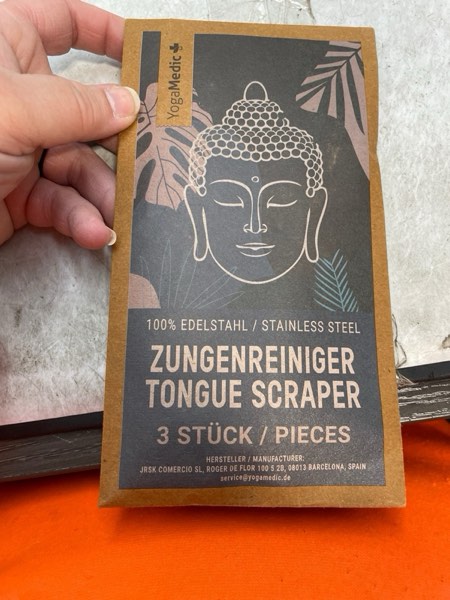 YogaMedic
100% EDELSTAHL / STAINLESS STEEL
ZUNGENREINIGER
TONGUE SCRAPER
3 STÜCK / PIECES
HERSTELLER / MANUFACTURER:
JRSK COMERCIO SL, ROGER DE FLOR 100 5 2B, 08013 BARCELONA, SPAIN
service@yogamedic.de